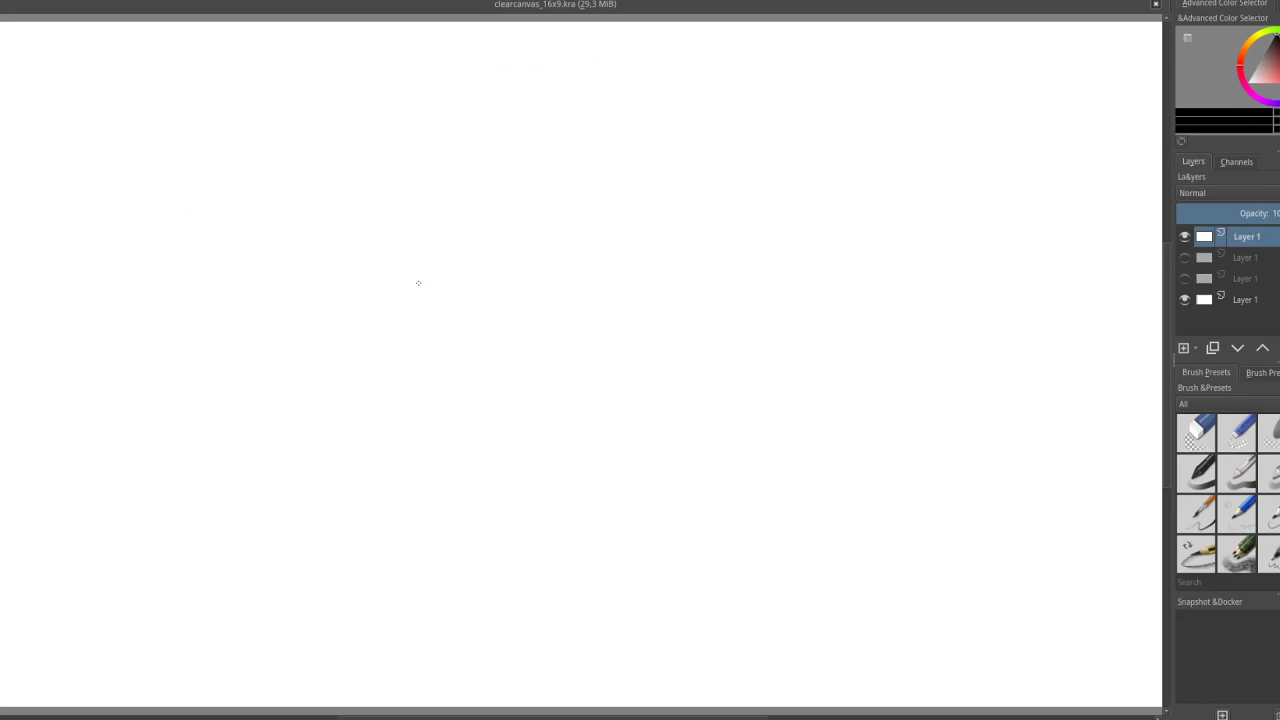 clearcanvas_16x9.kra (29,3 MiB)
Advanced Color Selector
&Advanced Color Selector
Layers
Channels
La&yers
Normal
Opacity: 10
Layer 1
Layer 1
Layer 1
Layer 1
Brush Presets
Brush Pre
Brush &Presets
All
Search
Snapshot &Docker